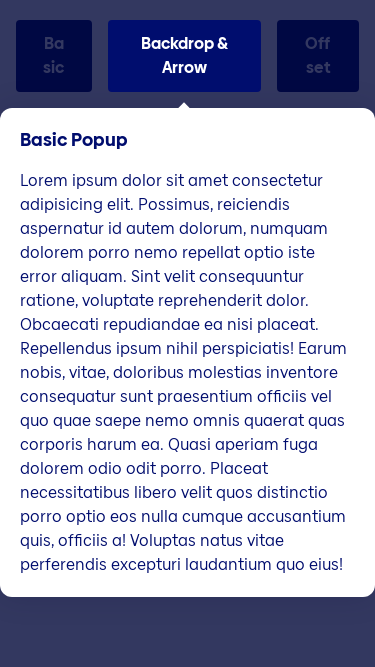 Ba
sic
Backdrop &
Arrow
Off
set
Basic Popup
Lorem ipsum dolor sit amet consectetur
adipisicing elit. Possimus, reiciendis
aspernatur id autem dolorum, numquam
dolorem porro nemo repellat optio iste
error aliquam. Sint velit consequuntur
ratione, voluptate reprehenderit dolor.
Obcaecati repudiandae ea nisi placeat.
Repellendus ipsum nihil perspiciatis! Earum
nobis, vitae, doloribus molestias inventore
consequatur sunt praesentium officiis vel
quo quae saepe nemo omnis quaerat quas
corporis harum ea. Quasi aperiam fuga
dolorem odio odit porro. Placeat
necessitatibus libero velit quos distinctio
porro optio eos nulla cumque accusantium
quis, officiis a! Voluptas natus vitae
perferendis excepturi laudantium quo eius!